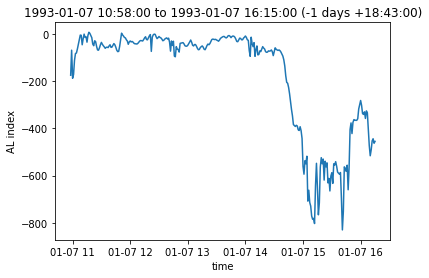 1993-01-07 10:58:00 to 1993-01-07 16:15:00 (-1 days +18:43:00)
0
−200
−400
−600
−800
AL index
01-07 11 01-07 12 01-07 13 01-07 14 01-07 15 01-07 16
time